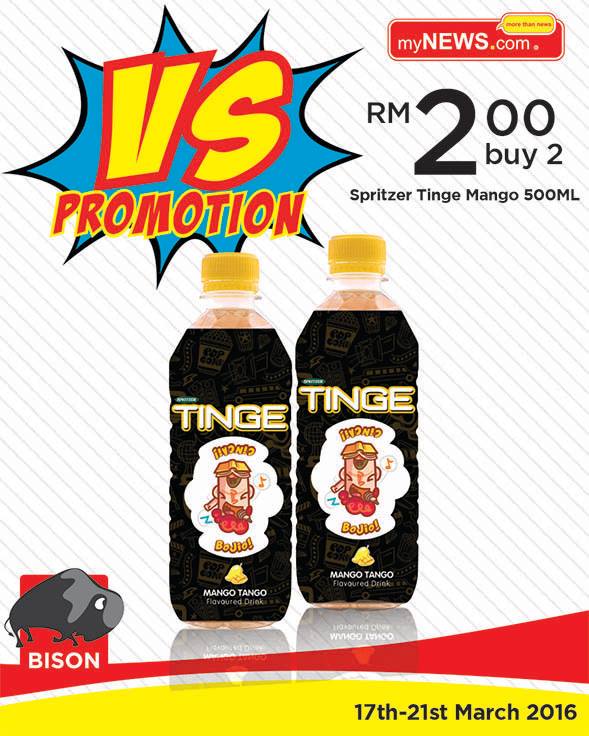 VS
PROMOTION
more than news
myNEWS.com.
RM 2.00
buy 2
Spritzer Tinge Mango 500ML
SPRITZER
TINGE
Bojio!
MANGO TANGO
Flavoured Drink
SPRITZER
TINGE
Bojio!
MANGO TANGO
Flavoured Drink
BISON
17th-21st March 2016